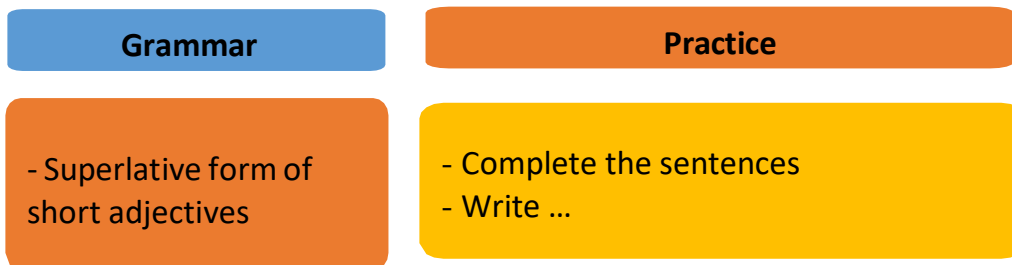 Grammar
Practice
- Superlative form of
short adjectives
- Complete the sentences
- Write ...